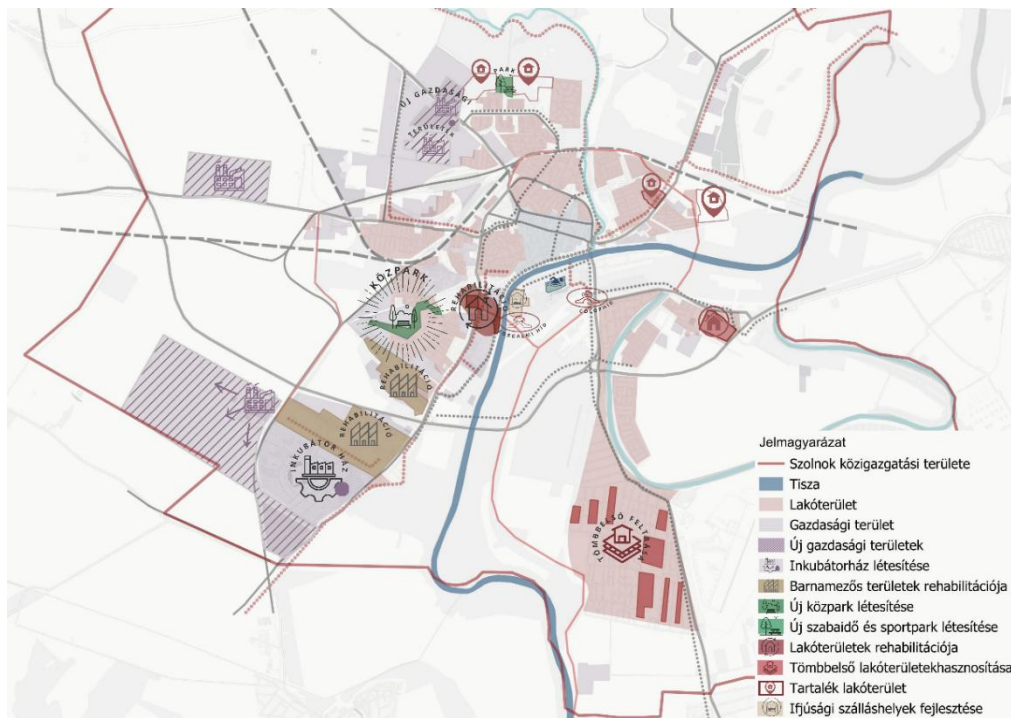 PARK
ÚJ GAZDASÁGI
TERÜLETEK
KÖZPARK
REHABILITÁCIÓ
REHABILITÁCIÓ
REHABILITÁCIÓ
INKUBÁTOR HÁZ
TÖMBBELSŐ FELTÁRÁSA
Jelmagyarázat
Szolnok közigazgatási területe
Tisza
Lakóterület
Gazdasági terület
Új gazdasági területek
Inkubátorház létesítése
Barnamezős területek rehabilitációja
Új közpark létesítése
Új szabaidő és sportpark létesítése
Lakóterületek rehabilitációja
Tömbbelső lakóterületekhasznosítása
Tartalék lakóterület
Ifjúsági szálláshelyek fejlesztése